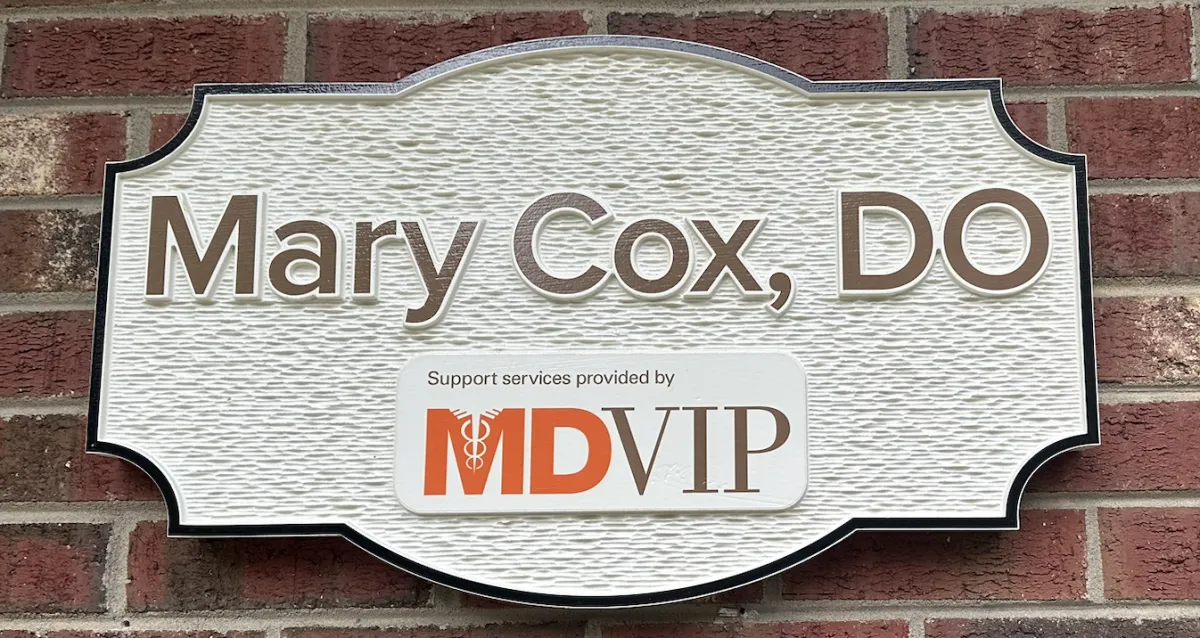 Mary Cox, DO
Support services provided by
MDVIP